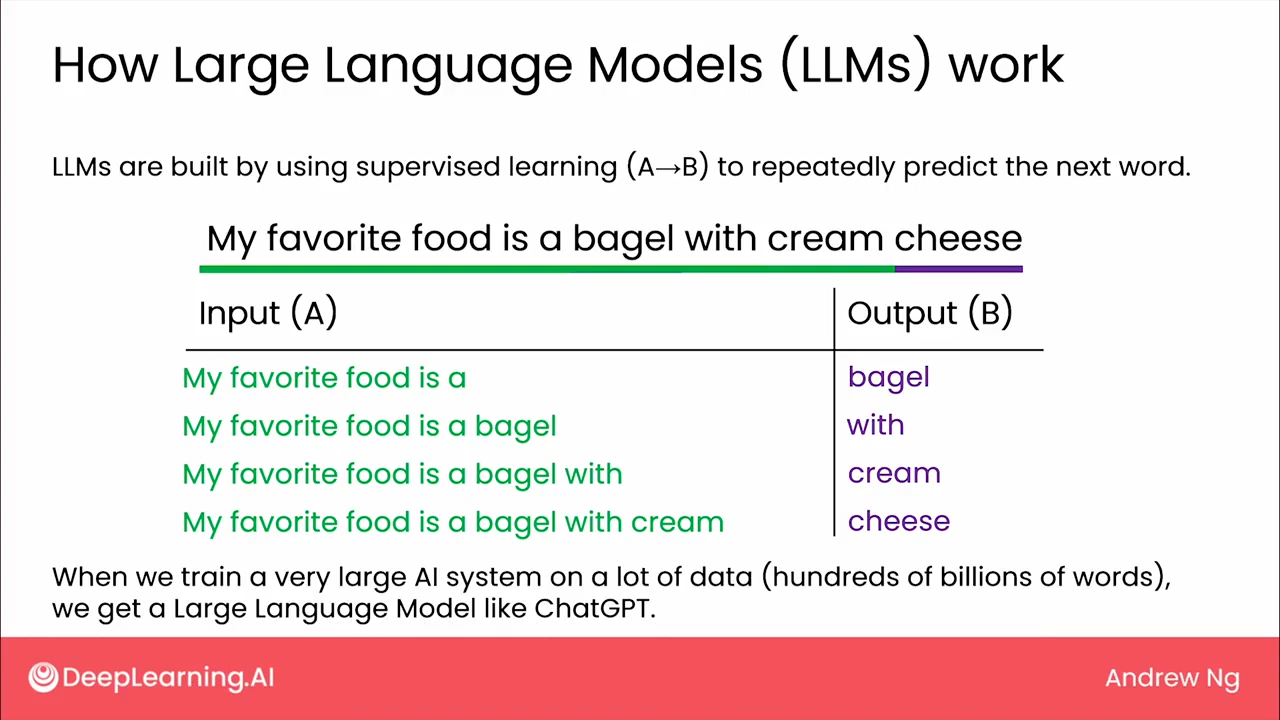 How Large Language Models (LLMs) work
LLMs are built by using supervised learning (A→B) to repeatedly predict the next word.
My favorite food is a bagel with cream cheese
Input (A) Output (B)
My favorite food is a bagel
My favorite food is a bagel with
My favorite food is a bagel with cream
My favorite food is a bagel with cream cheese
When we train a very large AI system on a lot of data (hundreds of billions of words),
we get a Large Language Model like ChatGPT.
DeepLearning.AI Andrew Ng